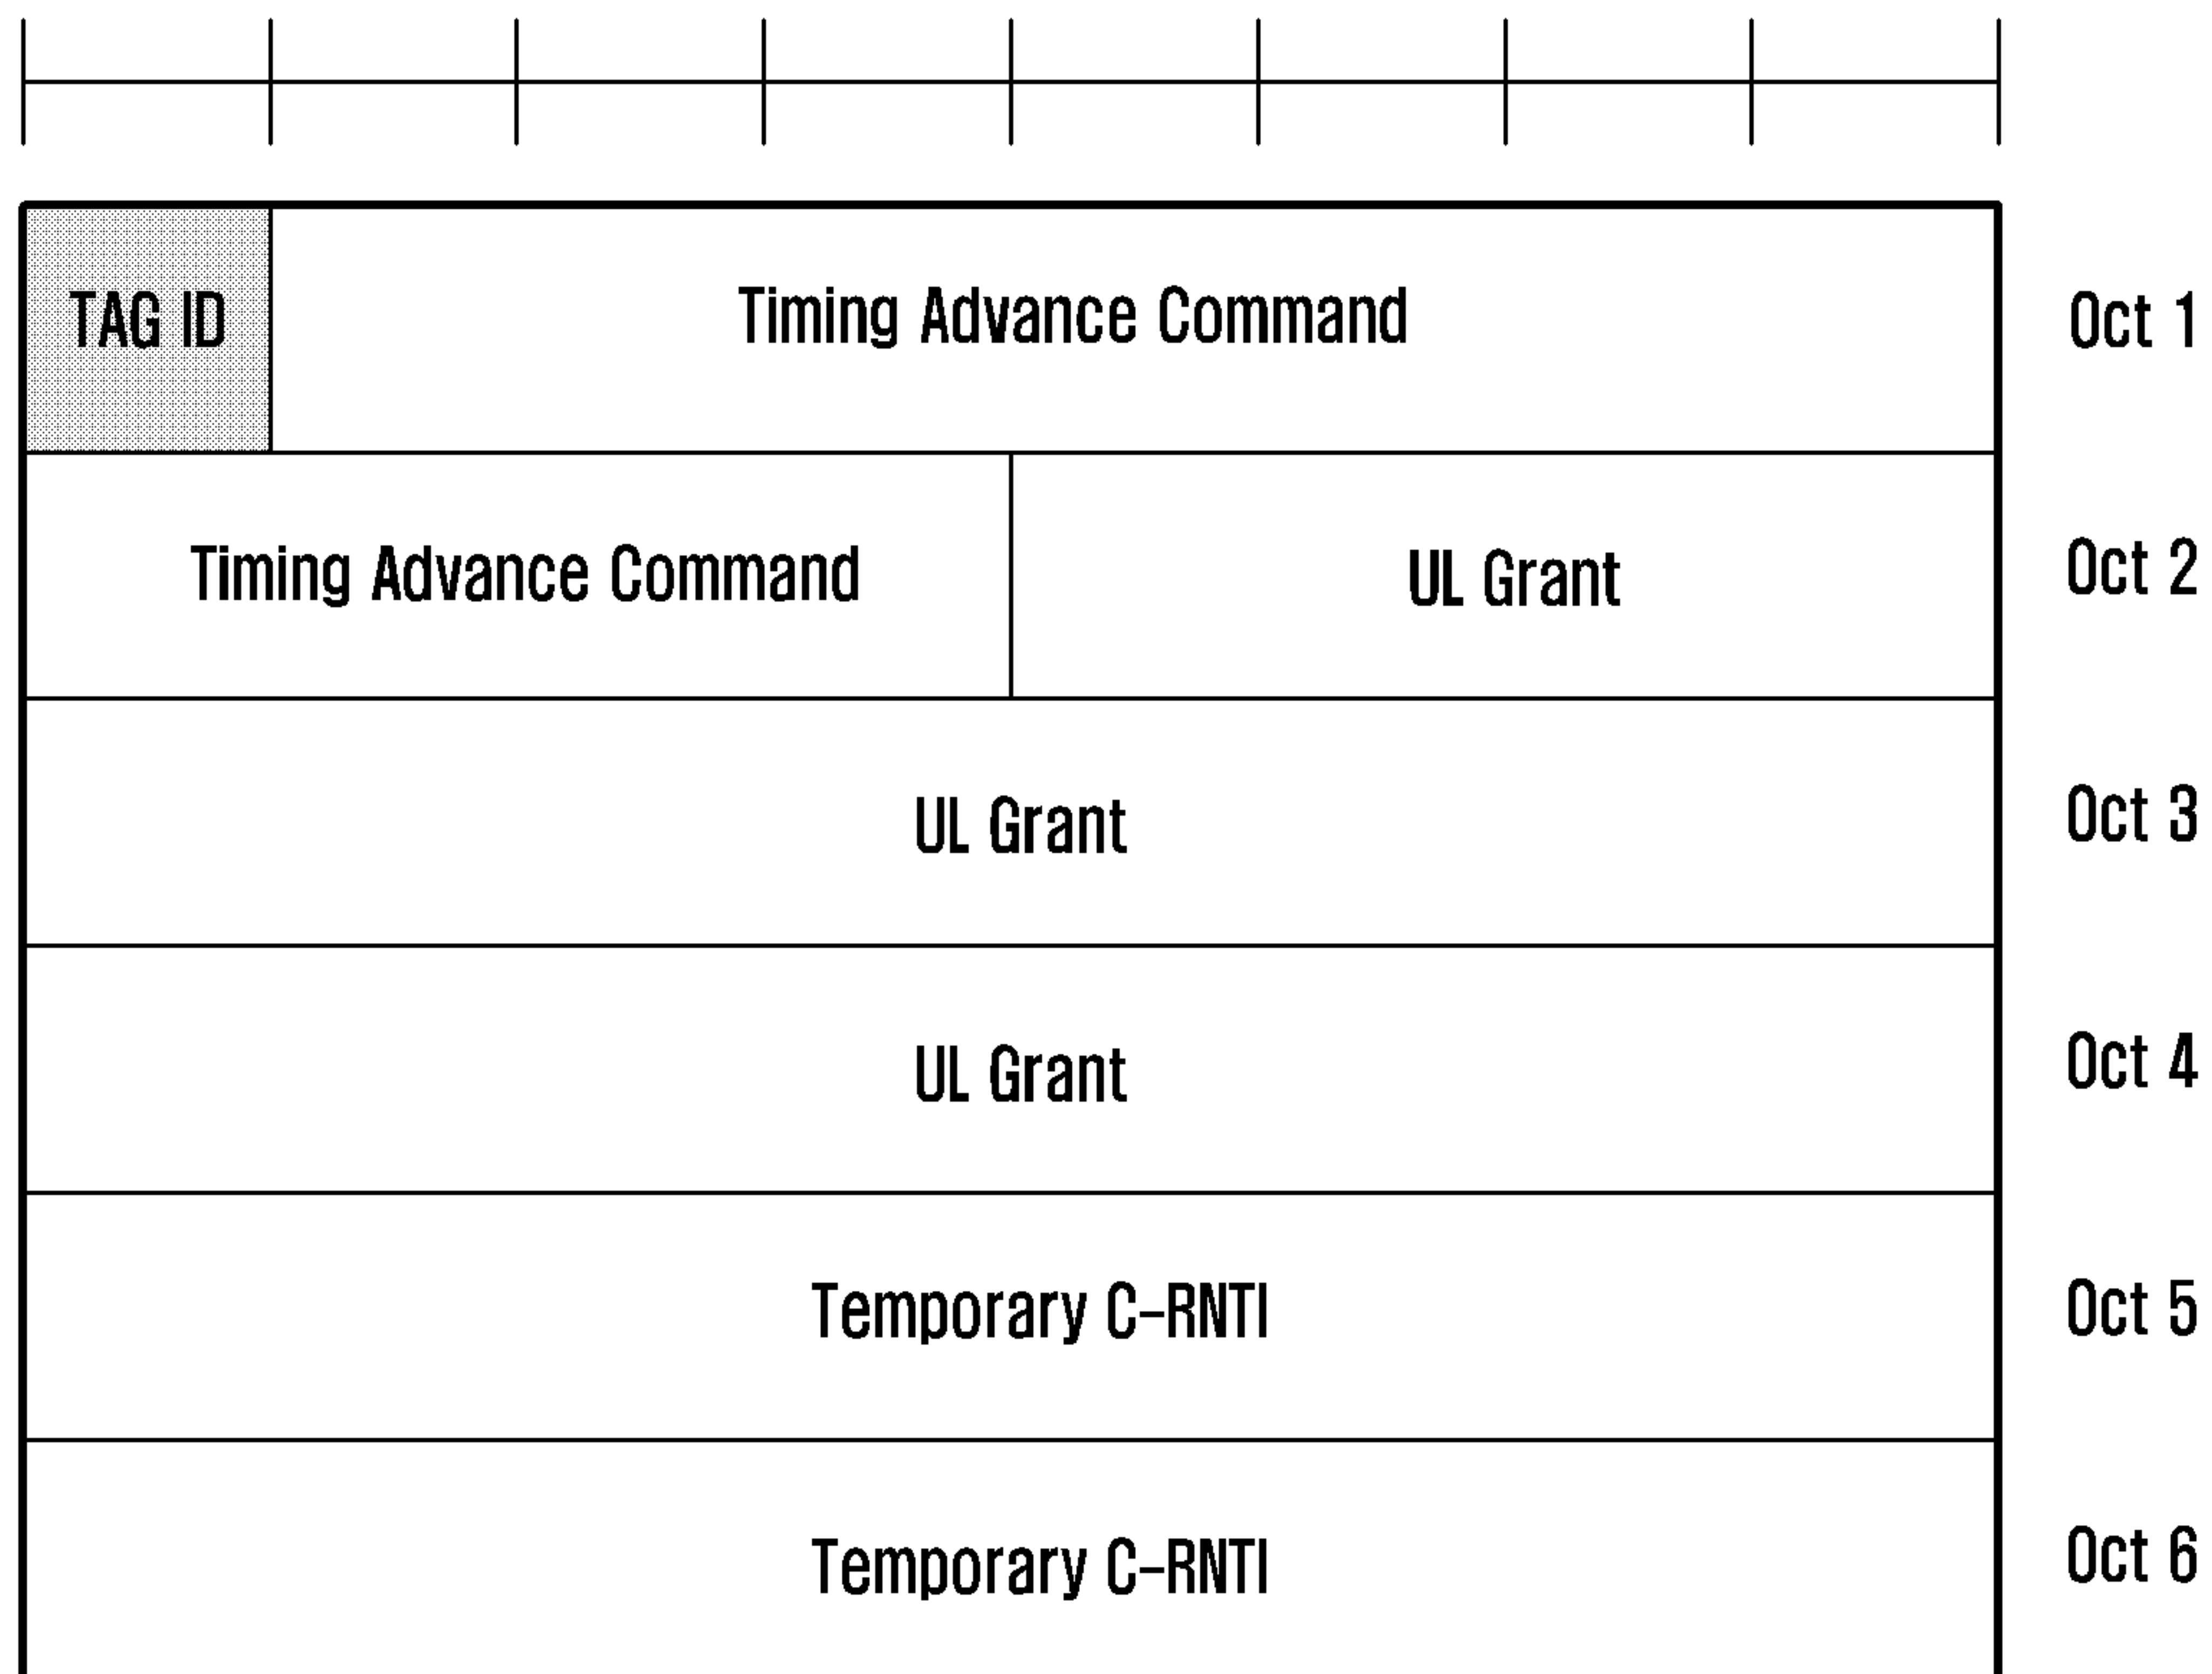 TAG ID Timing Advance Command Oct 1
Timing Advance Command UL Grant Oct 2
UL Grant Oct 3
UL Grant Oct 4
Temporary C-RNTI Oct 5
Temporary C-RNTI Oct 6